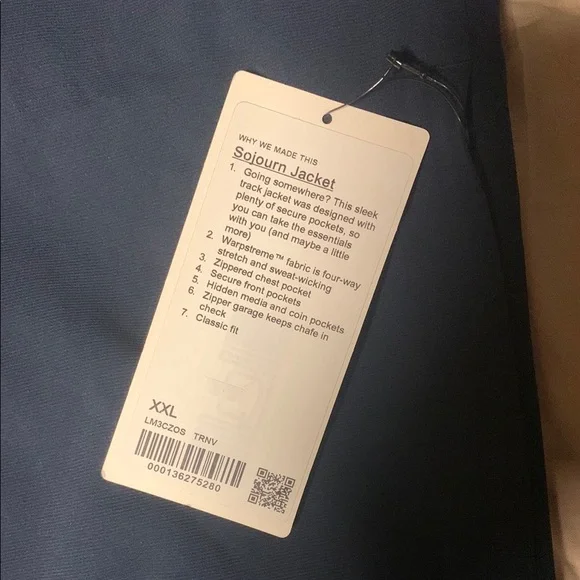 WHY WE MADE THIS
Sojourn Jacket
1. Going somewhere? This sleek
track jacket was designed with
plenty of secure pockets, so
you can take the essentials
with you (and maybe a little
more)
2. Warpstreme™ fabric is four-way
stretch and sweat-wicking
3. Zippered chest pocket
4. Secure front pockets
5. Hidden media and coin pockets
6. Zipper garage keeps chafe in
check
7. Classic fit
XXL
LM3CZOS TRNV
000136275280